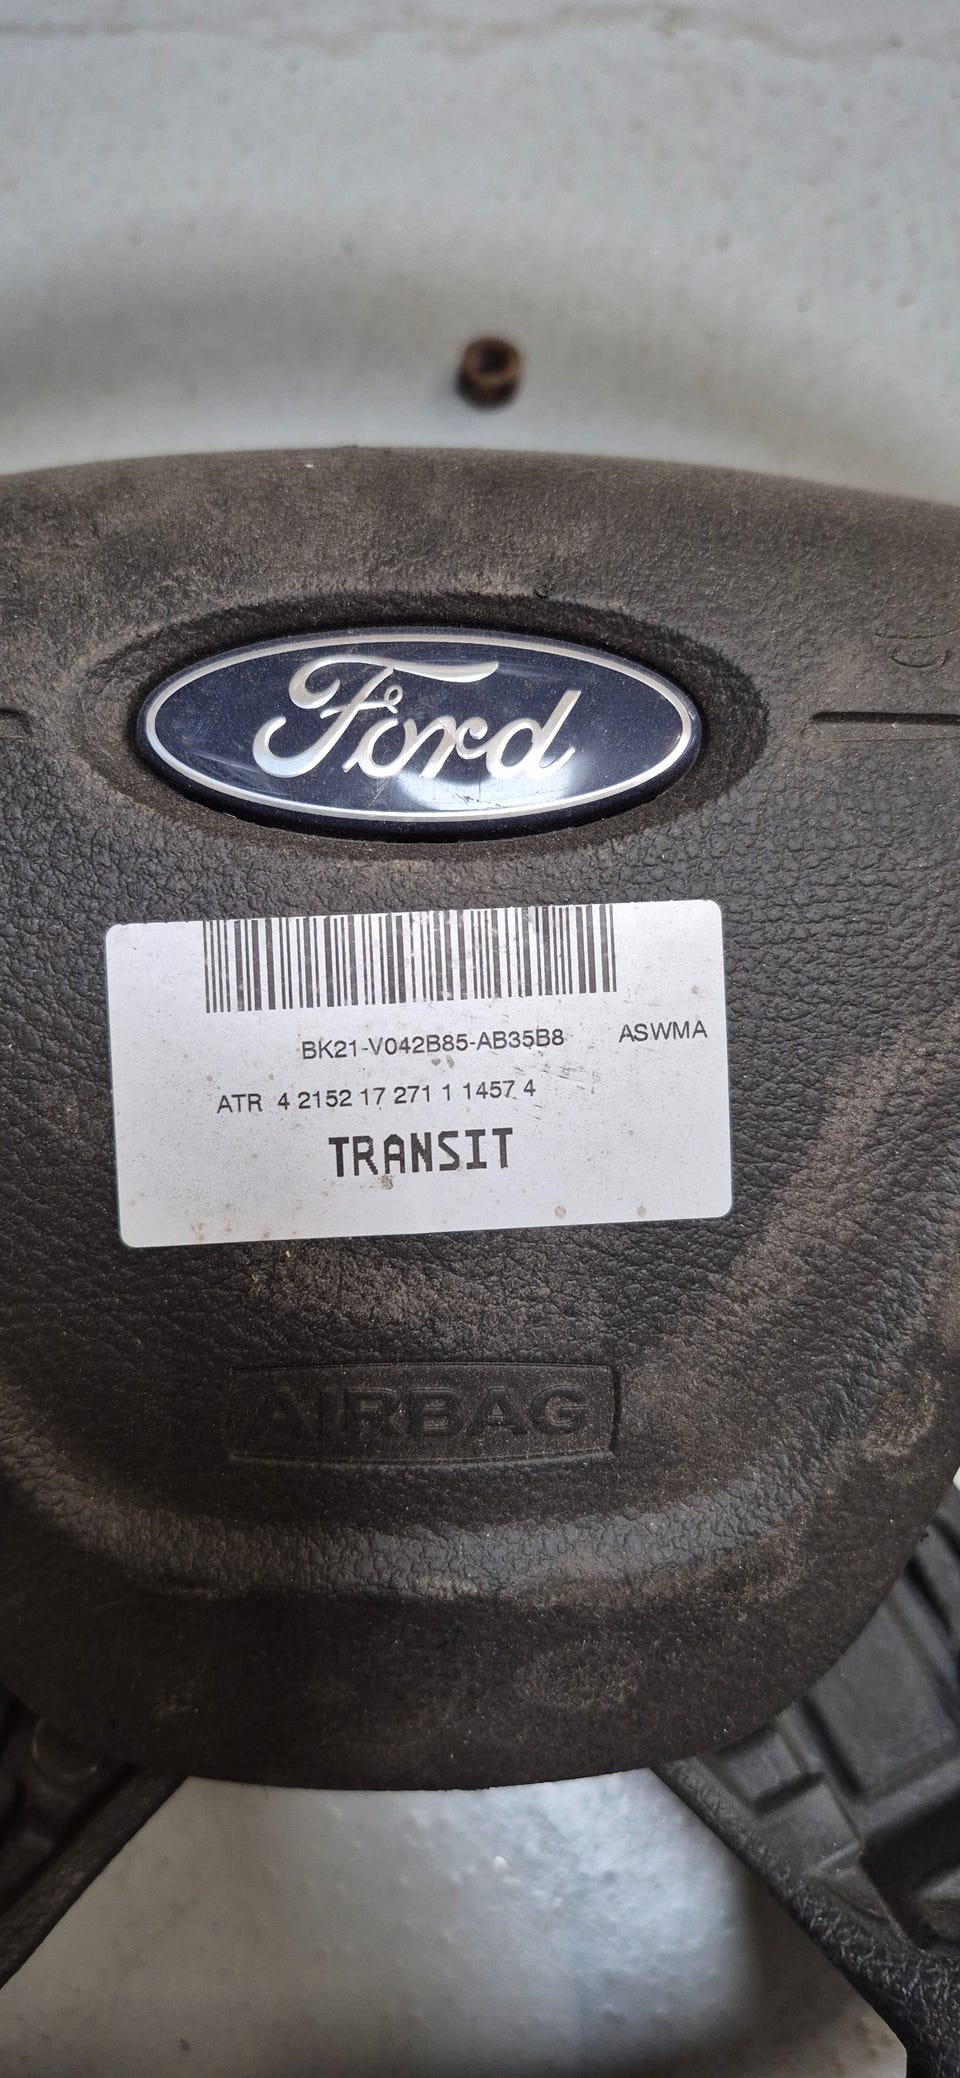 Ford
BK21-V042B85-AB35B8 ASWMA
ATR 4 2152 17 271 1 1457 4
TRANSIT
AIRBAG